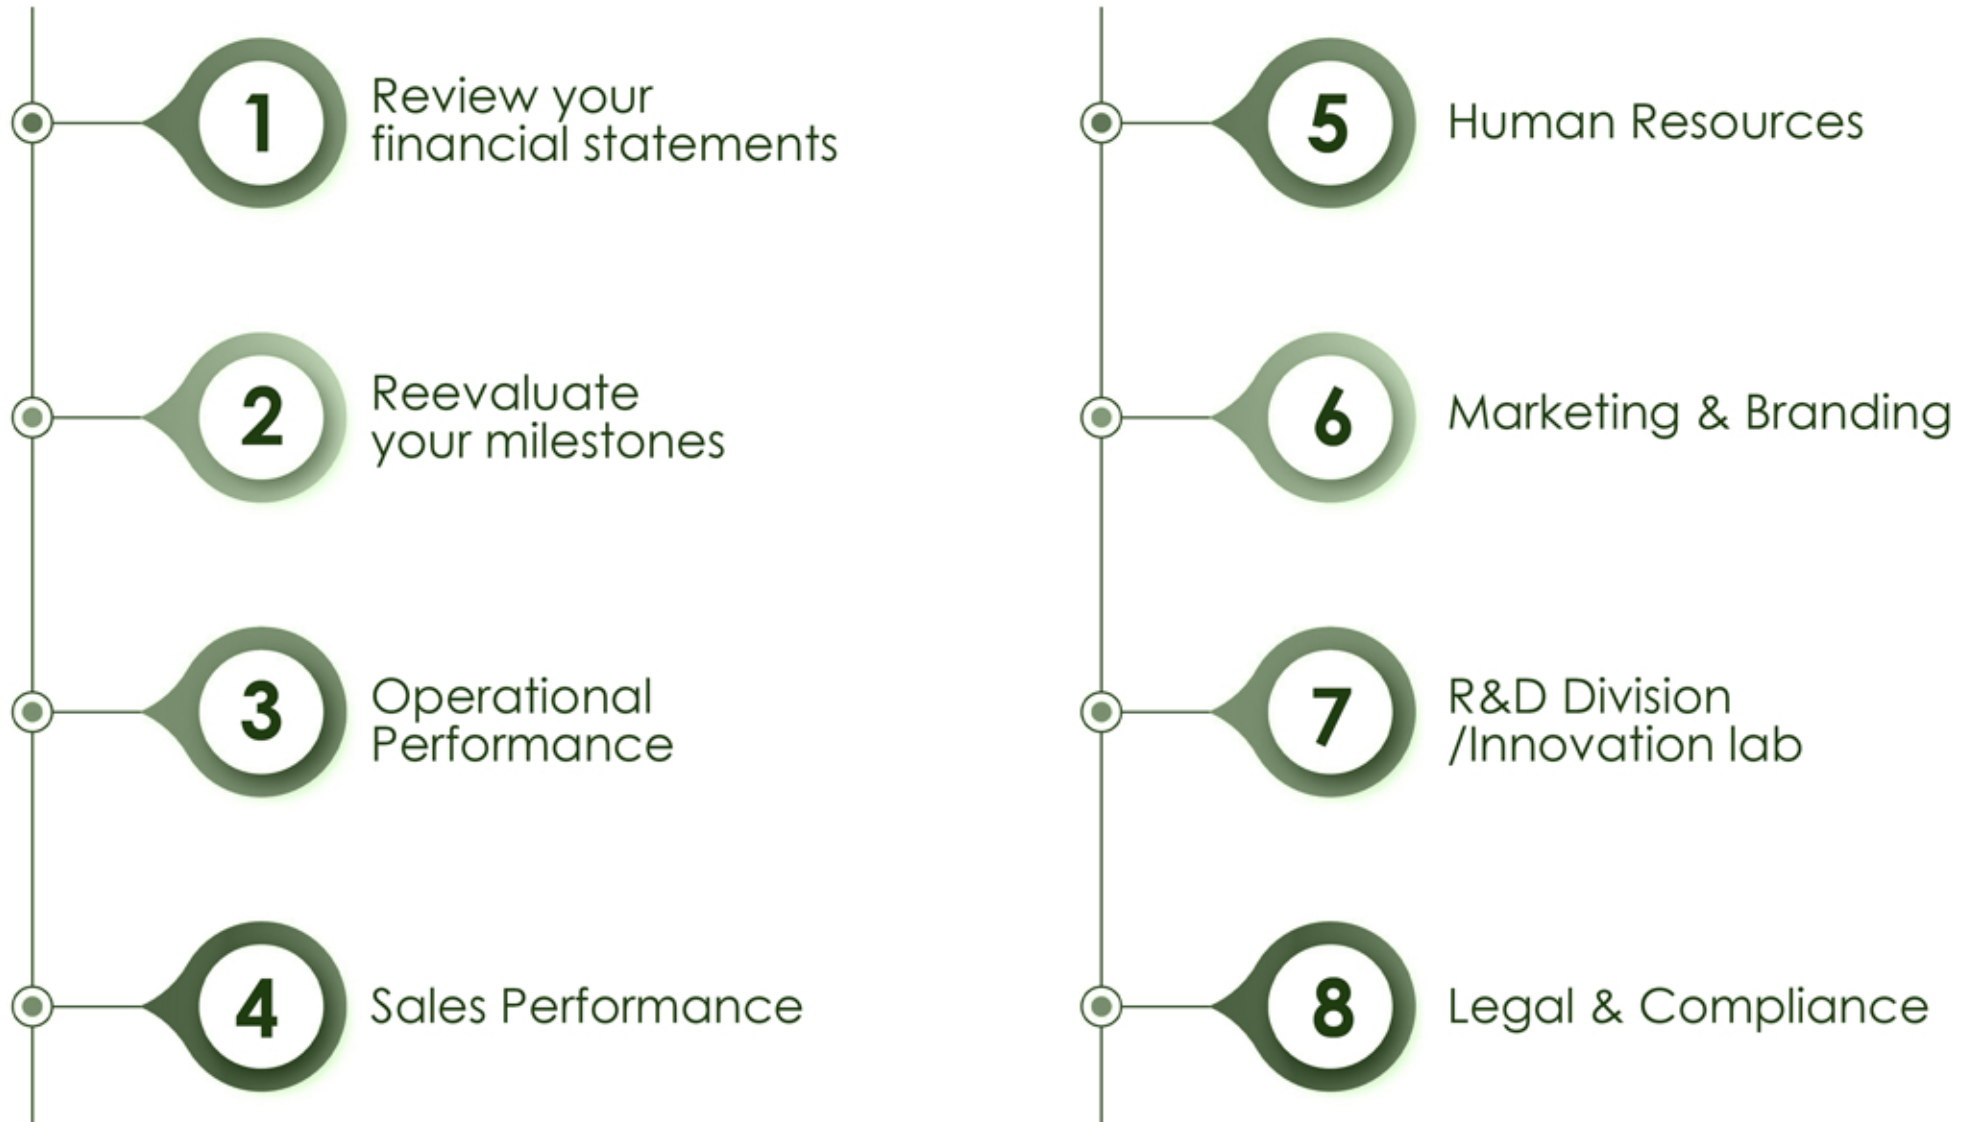 1
Review your
financial statements
2
Reevaluate
your milestones
3
Operational
Performance
4
Sales Performance
5
Human Resources
6
Marketing & Branding
7
R&D Division
/Innovation lab
8
Legal & Compliance